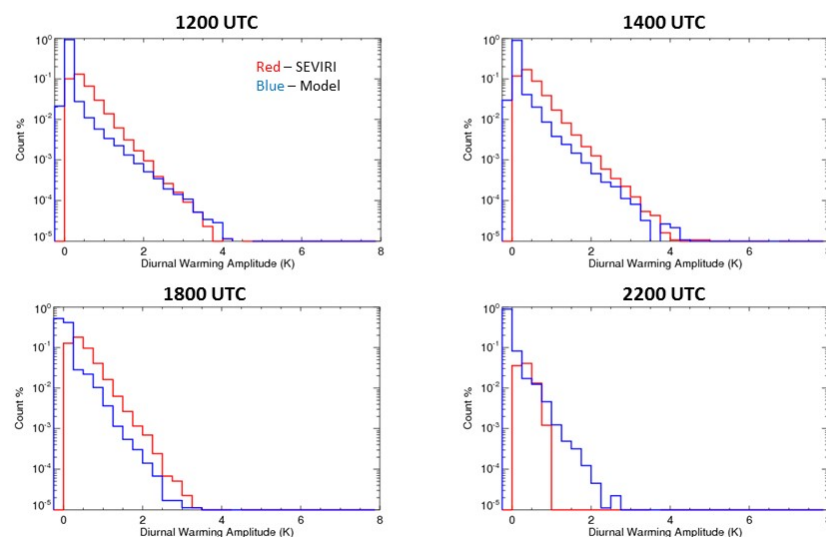 1200 UTC
10⁰
10⁻¹
10⁻²
10⁻³
10⁻⁴
10⁻⁵
Count %
Red – SEVIRI
Blue – Model
0 2 4 6 8
Diurnal Warming Amplitude (K)
1400 UTC
10⁰
10⁻¹
10⁻²
10⁻³
10⁻⁴
10⁻⁵
Count %
0 2 4 6
Diurnal Warming Amplitude (K)
1800 UTC
10⁰
10⁻¹
10⁻²
10⁻³
10⁻⁴
10⁻⁵
Count %
0 2 4 6 8
Diurnal Warming Amplitude (K)
2200 UTC
10⁰
10⁻¹
10⁻²
10⁻³
10⁻⁴
10⁻⁵
Count %
0 2 4 6 8
Diurnal Warming Amplitude (K)